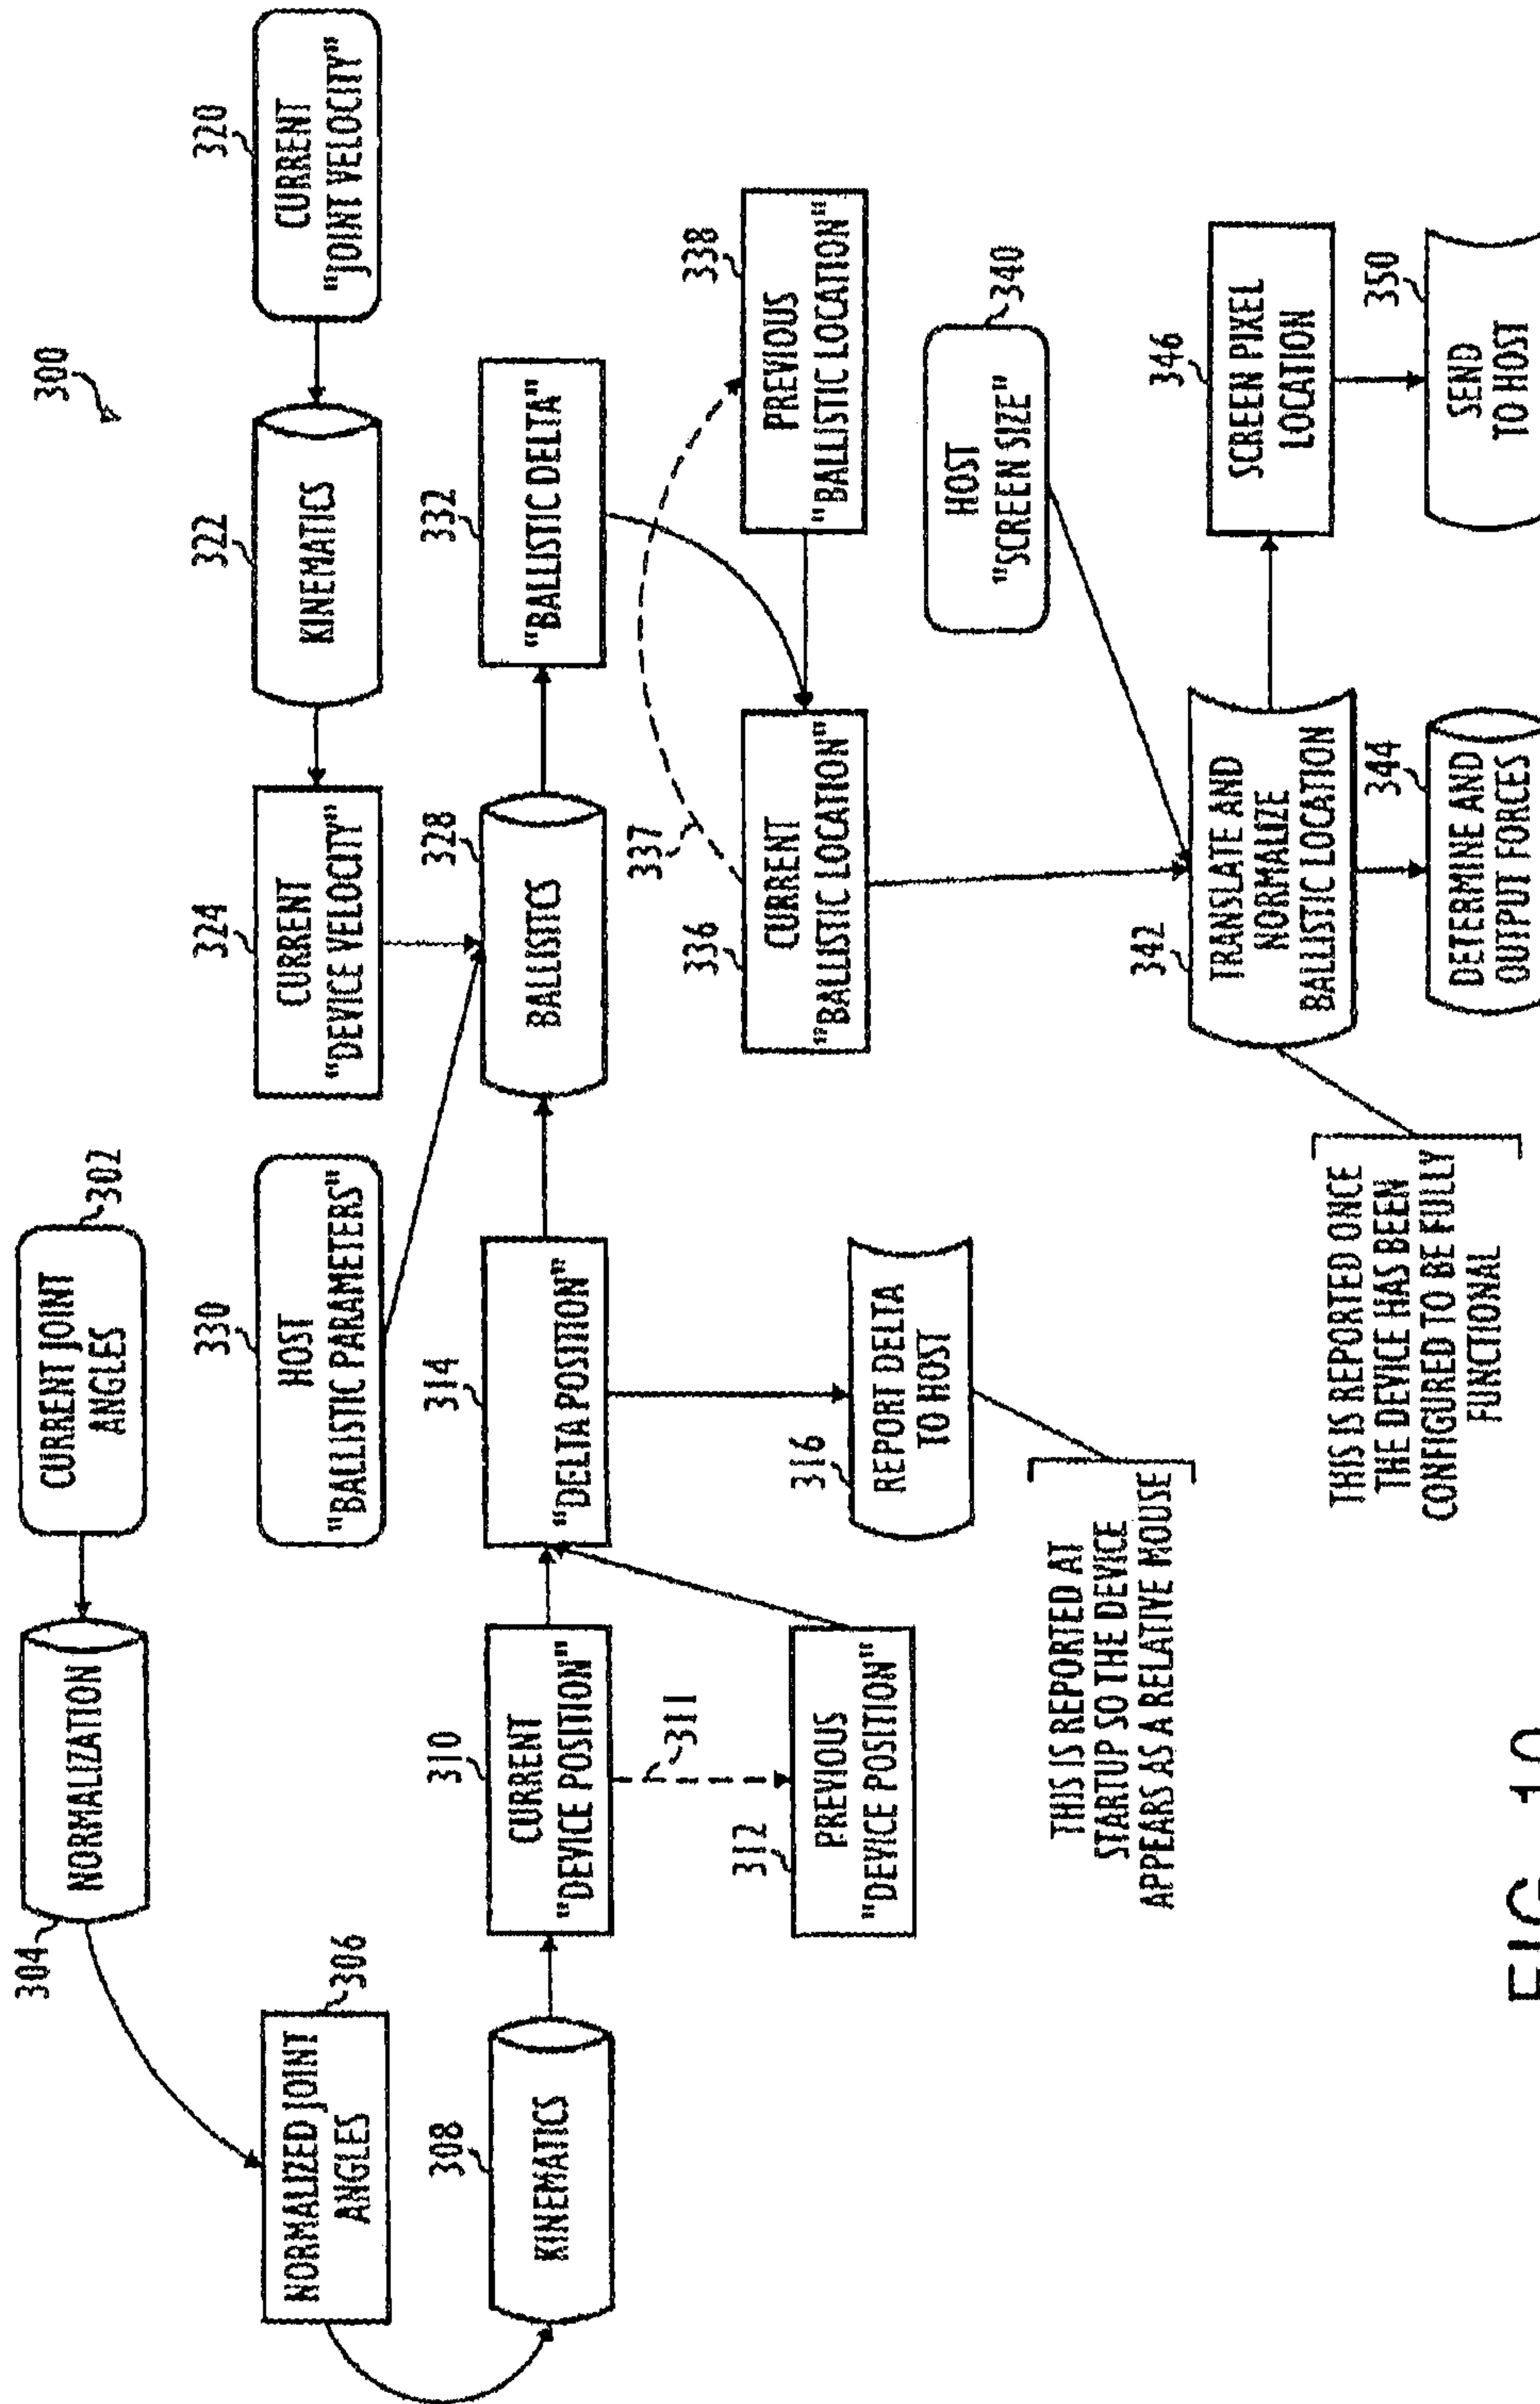 300
CURRENT JOINT
ANGLES
302
NORMALIZATION
304
NORMALIZED JOINT
ANGLES
306
KINEMATICS
308
CURRENT
"DEVICE POSITION"
310
311
PREVIOUS
"DEVICE POSITION"
312
"DELTA POSITION"
314
REPORT DELTA
TO HOST
316
THIS IS REPORTED AT
STARTUP SO THE DEVICE
APPEARS AS A RELATIVE MOUSE
CURRENT
"JOINT VELOCITY"
320
KINEMATICS
322
CURRENT
"DEVICE VELOCITY"
324
HOST
"BALLISTIC PARAMETERS"
330
BALLISTICS
328
"BALLISTIC DELTA"
332
CURRENT
"BALLISTIC LOCATION"
336
337
PREVIOUS
"BALLISTIC LOCATION"
338
HOST
"SCREEN SIZE"
340
TRANSLATE AND
NORMALIZE
BALLISTIC LOCATION
342
THIS IS REPORTED ONCE
THE DEVICE HAS BEEN
CONFIGURED TO BE FULLY
FUNCTIONAL
DETERMINE AND
OUTPUT FORCES
344
SCREEN PIXEL
LOCATION
346
SEND
TO HOST
350
FIG.